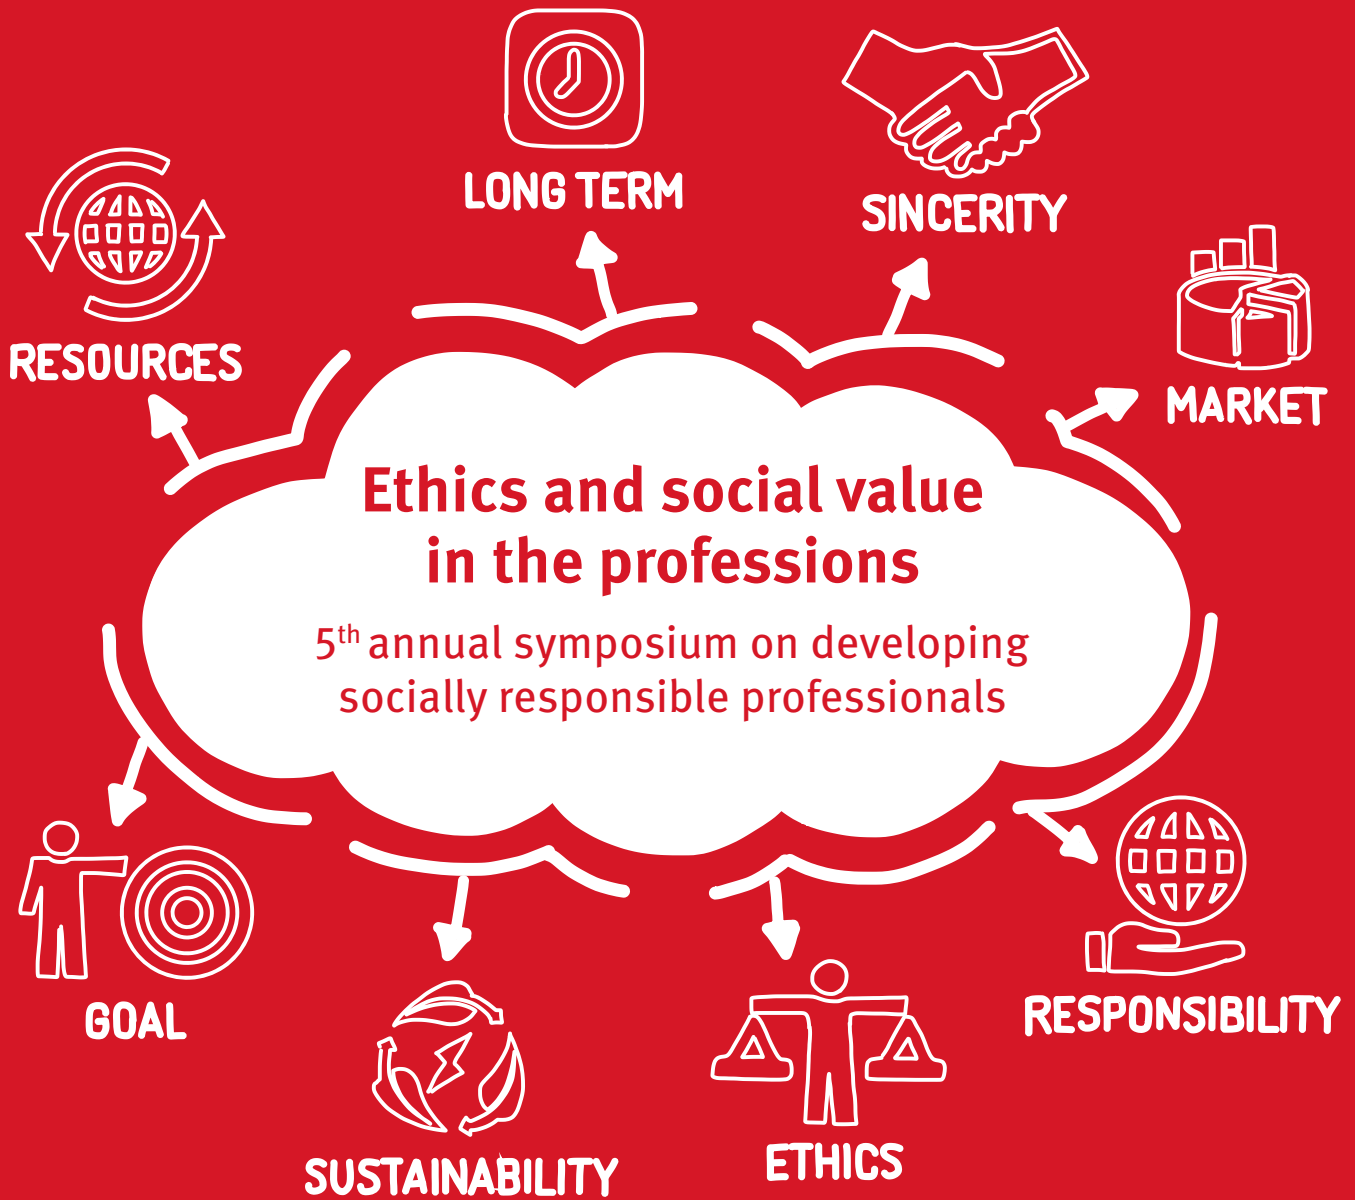 LONG TERM
SINCERITY
RESOURCES
MARKET
Ethics and social value
in the professions
5th annual symposium on developing
socially responsible professionals
GOAL
RESPONSIBILITY
SUSTAINABILITY
ETHICS